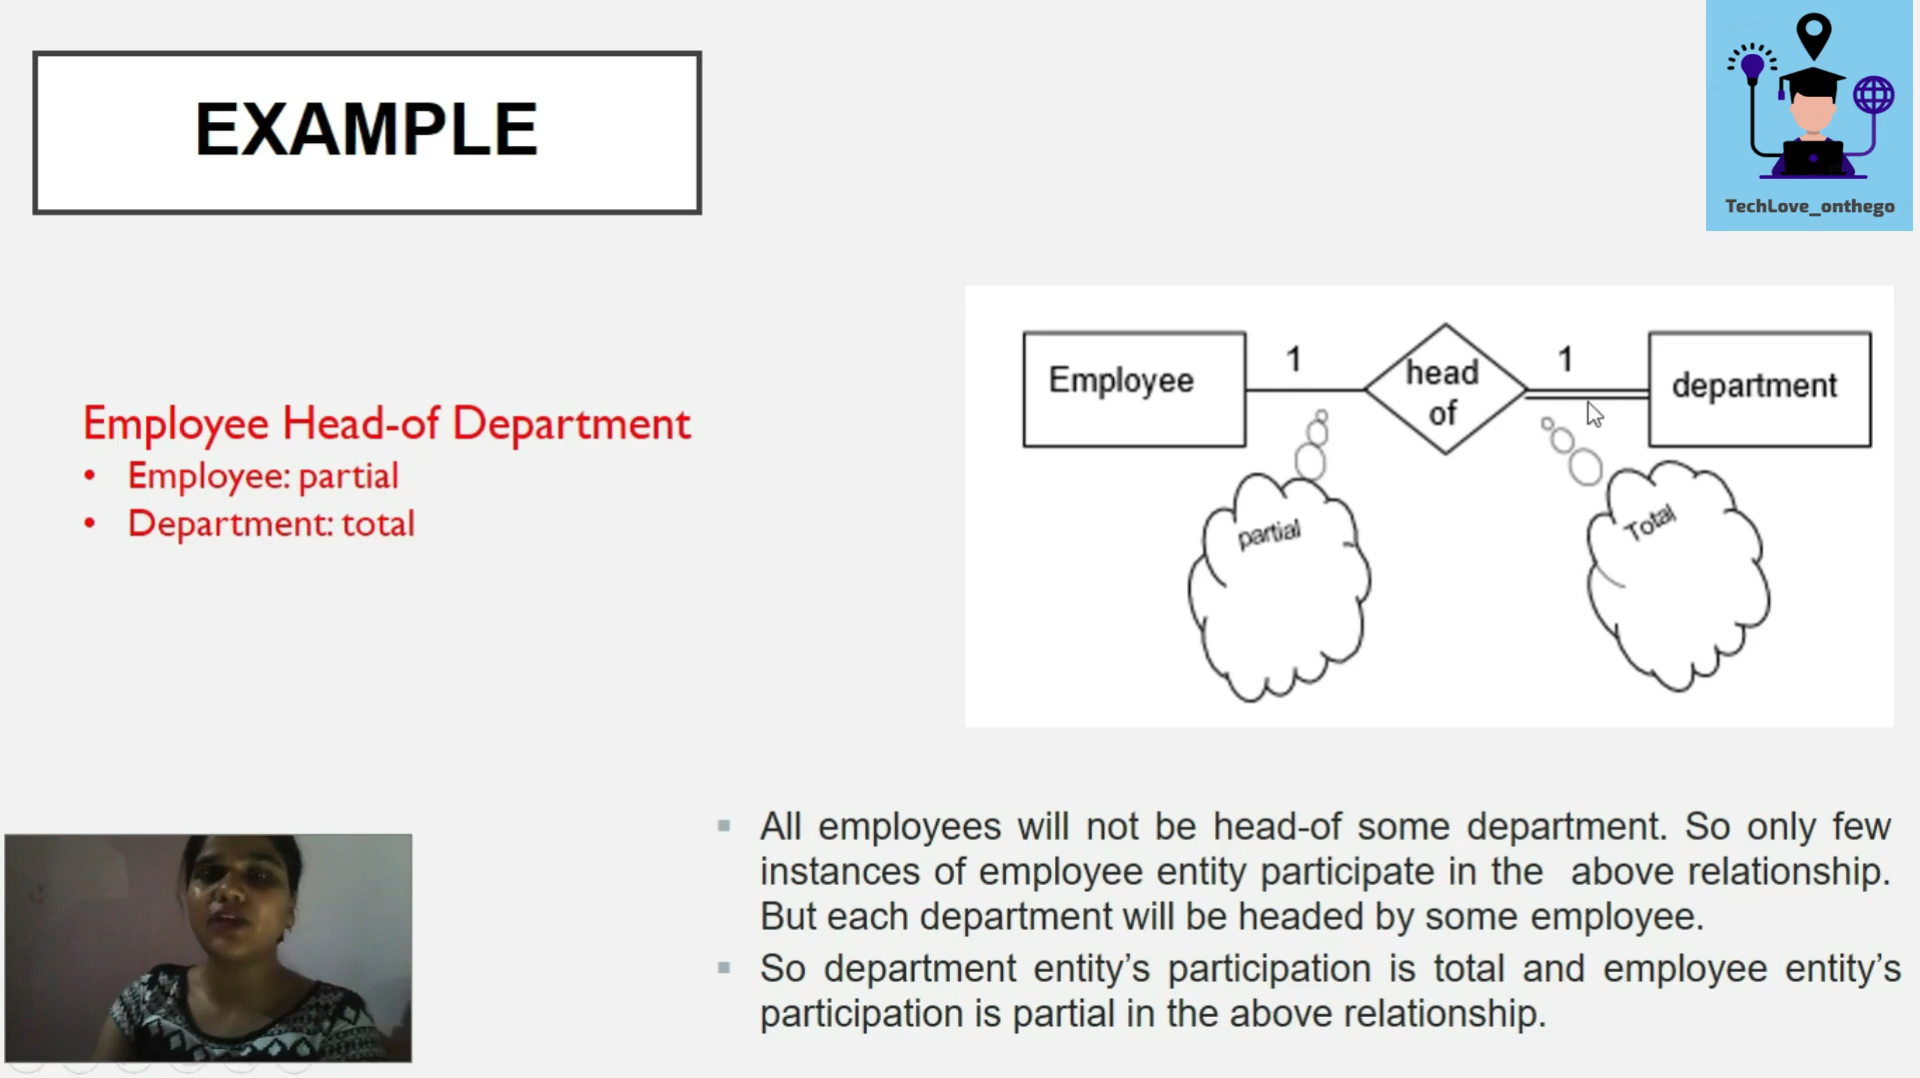 EXAMPLE
TechLove_onthego
Employee Head-of Department
• Employee: partial
• Department: total
Employee
1
head
of
1
department
partial
Total
▪ All employees will not be head-of some department. So only few
instances of employee entity participate in the above relationship.
But each department will be headed by some employee.
▪ So department entity’s participation is total and employee entity’s
participation is partial in the above relationship.